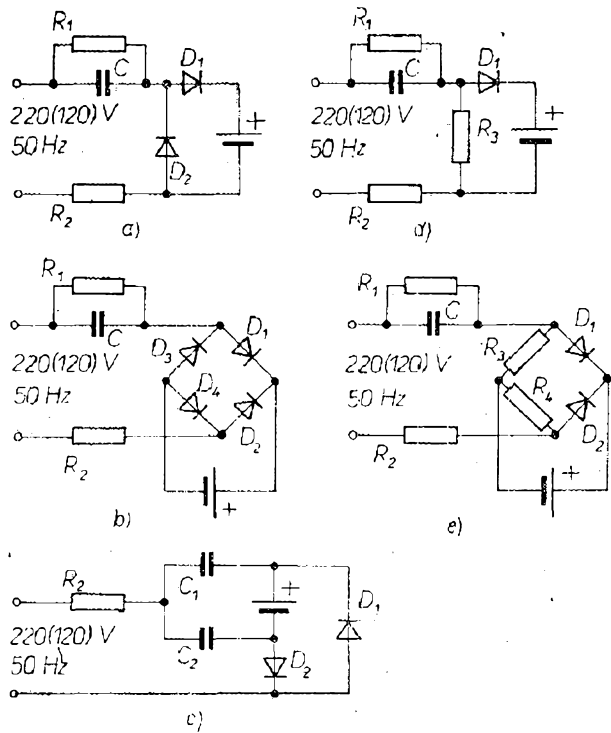 R1
C
D1
+
220(120) V
50 Hz
D2
R2
a)
R1
C
D1
+
220(120) V
50 Hz
R3
R2
d)
R1
C
D1
D3
220(120) V
50 Hz
D4
D2
R2
+
b)
R1
C
D1
R3
220(120) V
50 Hz
R4
D2
R2
+
e)
R2
C1
+
D1
220(120) V
50 Hz
C2
D2
c)